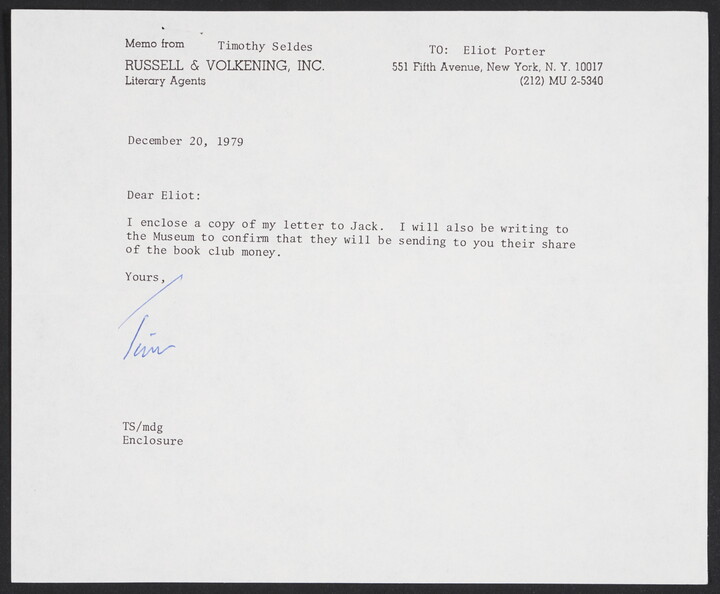 Memo from Timothy Seldes
RUSSELL & VOLKENING, INC.
Literary Agents
TO: Eliot Porter
551 Fifth Avenue, New York, N. Y. 10017
(212) MU 2-5340
December 20, 1979
Dear Eliot:
I enclose a copy of my letter to Jack. I will also be writing to
the Museum to confirm that they will be sending to you their share
of the book club money.
Yours,
Tim
TS/mdg
Enclosure